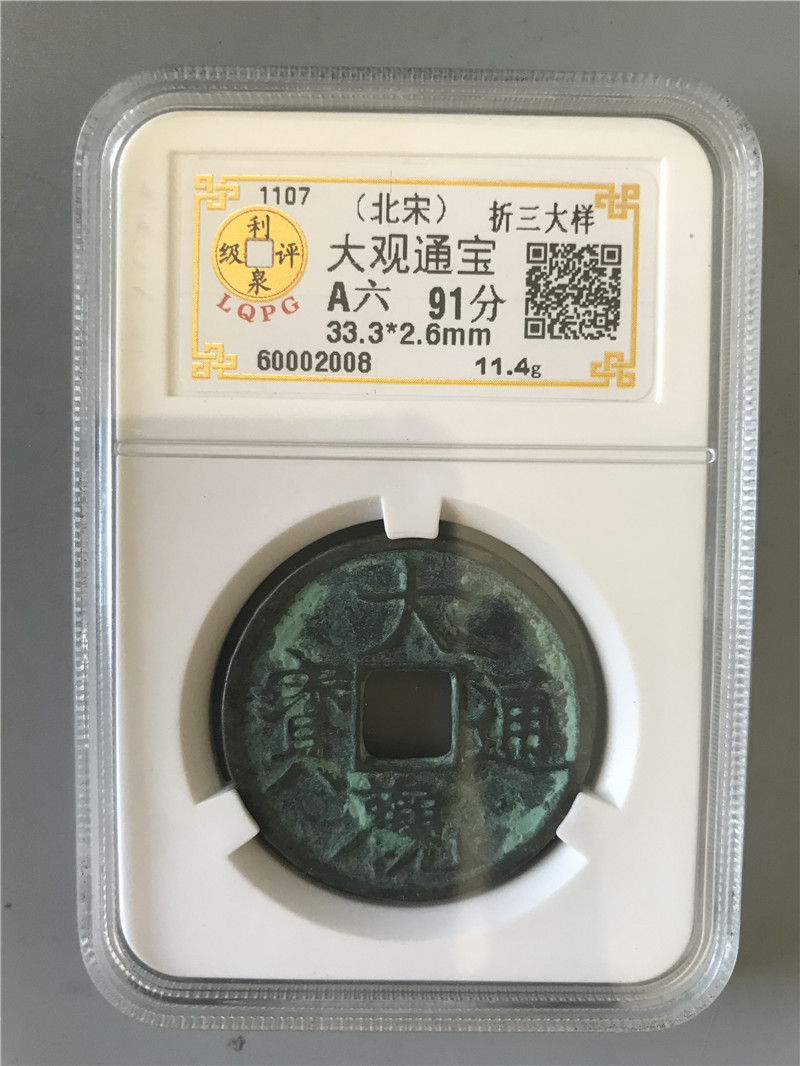 1107 （北宋） 折三大样
利泉评级
LQPG
大观通宝
A六 91分
33.3*2.6mm
60002008 11.4g
大觀通寶